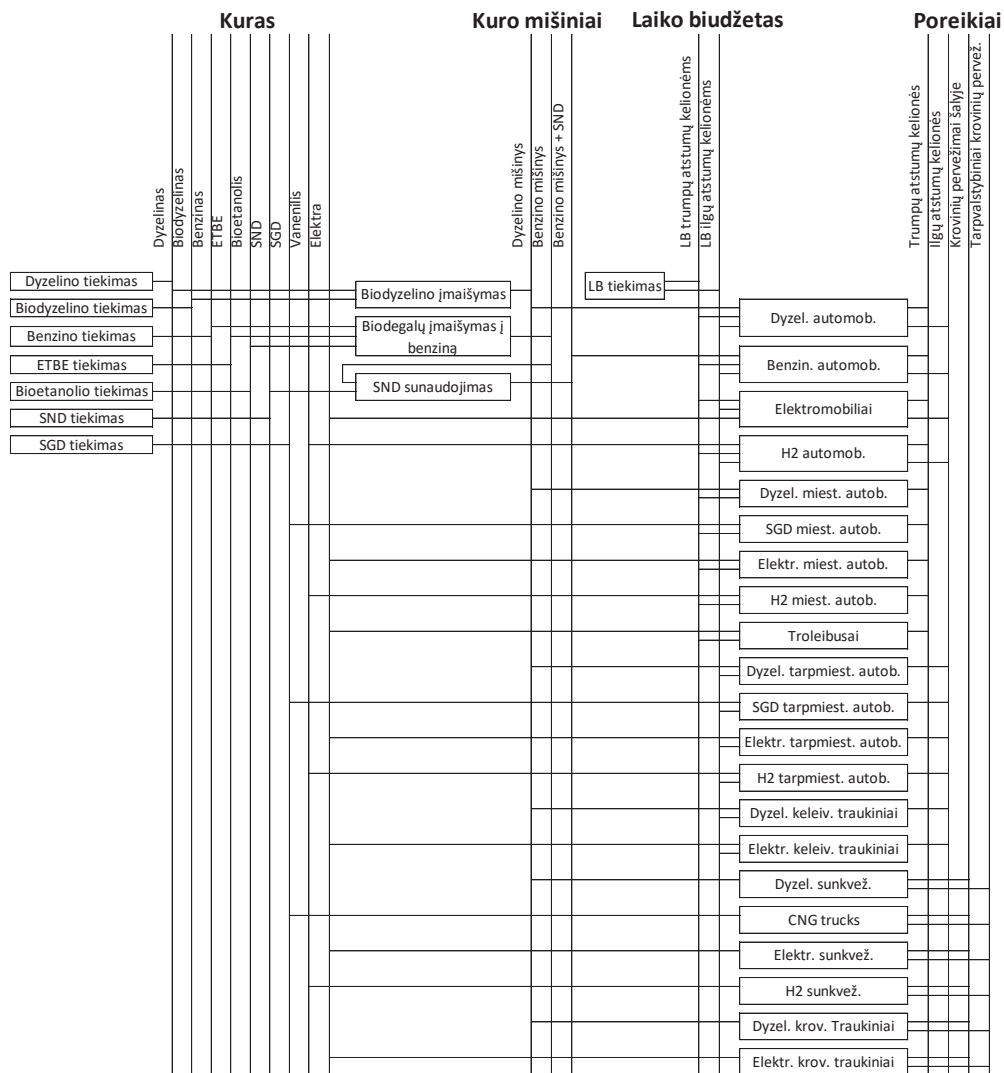 Kuras
Kuro mišiniai
Laiko biudžetas
Poreikiai
Dyzelinas
Biodyzelinas
Benzinas
ETBE
Bioetanolis
SND
SGD
Vanenilis
Elektra
Dyzelino mišinys
Benzino mišinys
Benzino mišinys + SND
LB trumpų atstumų kelionėms
LB ilgų atstumų kelionėms
Trumpų atstumų kelionės
Ilgų atstumų kelionės
Krovinių pervežimai šalyje
Tarpvalstybiniai krovinių pervež.
Dyzelino tiekimas
Biodyzelino tiekimas
Benzino tiekimas
ETBE tiekimas
Bioetanolio tiekimas
SND tiekimas
SGD tiekimas
Biodyzelino įmaišymas
Biodegalų įmaišymas į
benziną
SND sunaudojimas
LB tiekimas
Dyzel. automob.
Benzin. automob.
Elektromobiliai
H2 automob.
Dyzel. miest. autob.
SGD miest. autob.
Elektr. miest. autob.
H2 miest. autob.
Troleibusai
Dyzel. tarpmiest. autob.
SGD tarpmiest. autob.
Elektr. tarpmiest. autob.
H2 tarpmiest. autob.
Dyzel. keleiv. traukiniai
Elektr. keleiv. traukiniai
Dyzel. sunkvež.
CNG trucks
Elektr. sunkvež.
H2 sunkvež.
Dyzel. krov. Traukiniai
Elektr. krov. traukiniai